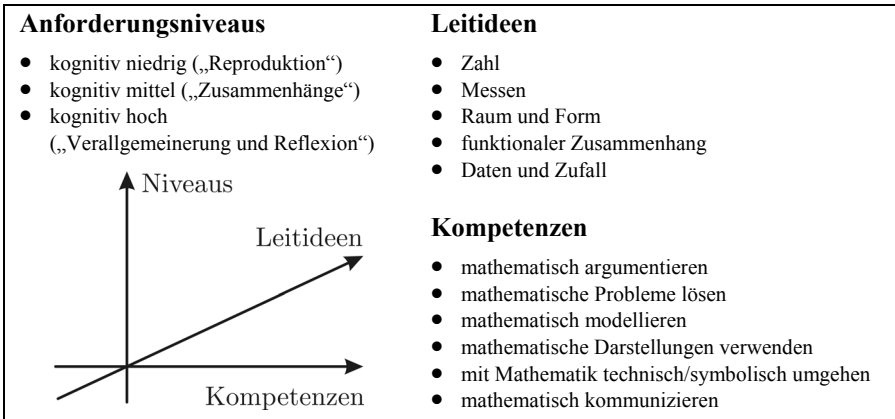 Anforderungsniveaus
• kognitiv niedrig („Reproduktion“)
• kognitiv mittel („Zusammenhänge“)
• kognitiv hoch
(„Verallgemeinerung und Reflexion“)
Niveaus
Leitideen
Kompetenzen
Leitideen
• Zahl
• Messen
• Raum und Form
• funktionaler Zusammenhang
• Daten und Zufall
Kompetenzen
• mathematisch argumentieren
• mathematische Probleme lösen
• mathematisch modellieren
• mathematische Darstellungen verwenden
• mit Mathematik technisch/symbolisch umgehen
• mathematisch kommunizieren